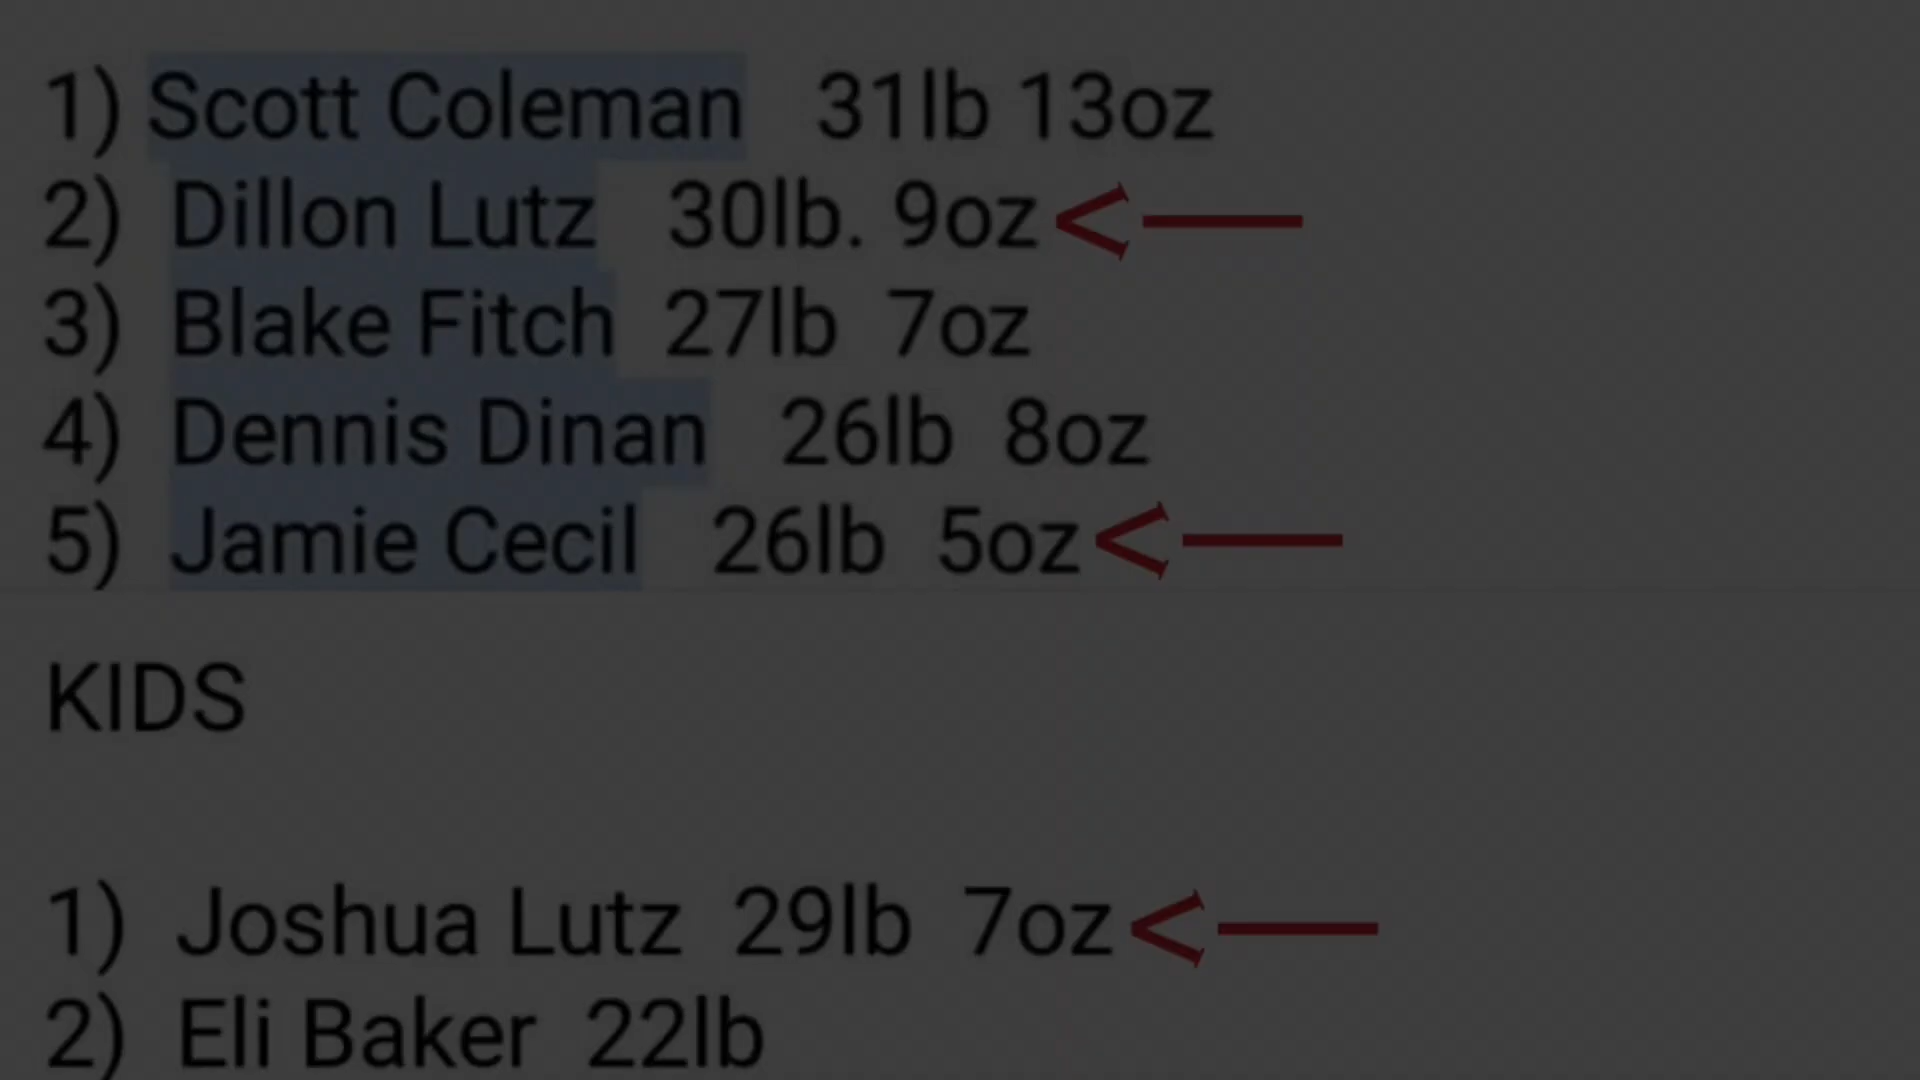 1) Scott Coleman 31lb 13oz
2) Dillon Lutz 30lb. 9oz
3) Blake Fitch 27lb 7oz
4) Dennis Dinan 26lb 8oz
5) Jamie Cecil 26lb 5oz
KIDS
1) Joshua Lutz 29lb 7oz
2) Eli Baker 22lb